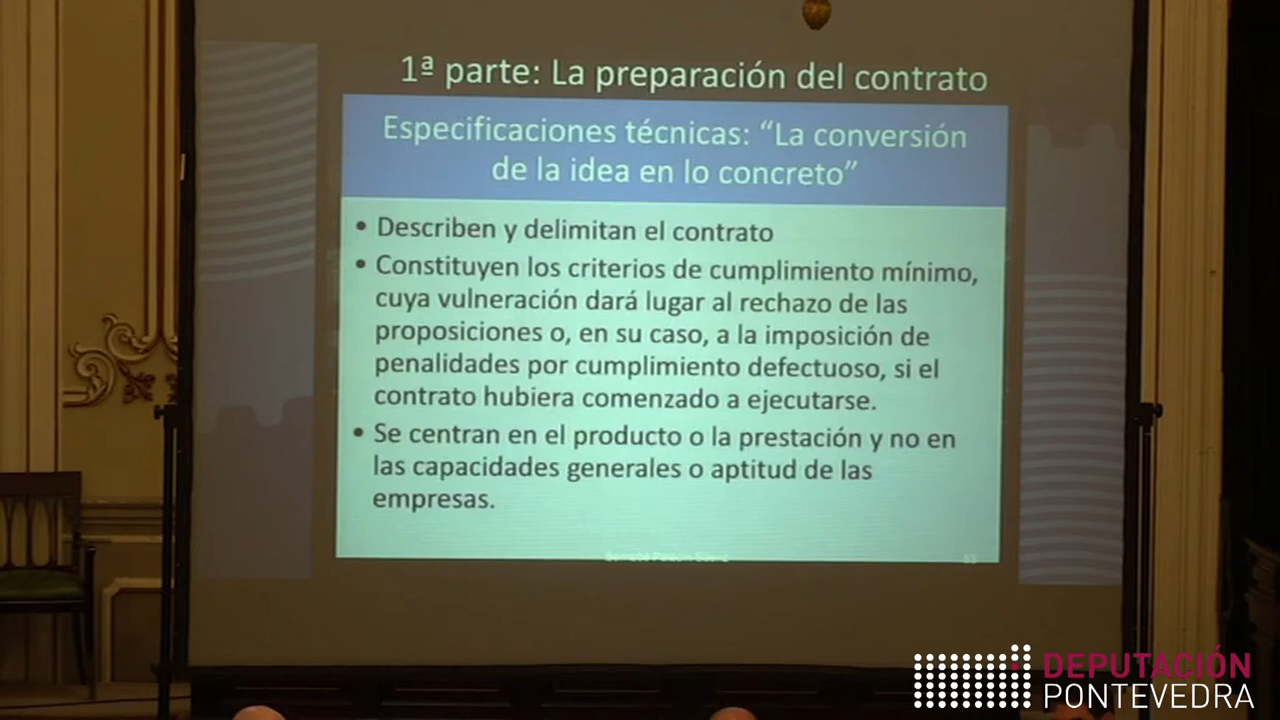 1ª parte: La preparación del contrato
Especificaciones técnicas: “La conversión
de la idea en lo concreto”
• Describen y delimitan el contrato
• Constituyen los criterios de cumplimiento mínimo,
cuya vulneración dará lugar al rechazo de las
proposiciones o, en su caso, a la imposición de
penalidades por cumplimiento defectuoso, si el
contrato hubiera comenzado a ejecutarse.
• Se centran en el producto o la prestación y no en
las capacidades generales o aptitud de las
empresas.
DEPUTACIÓN
PONTEVEDRA